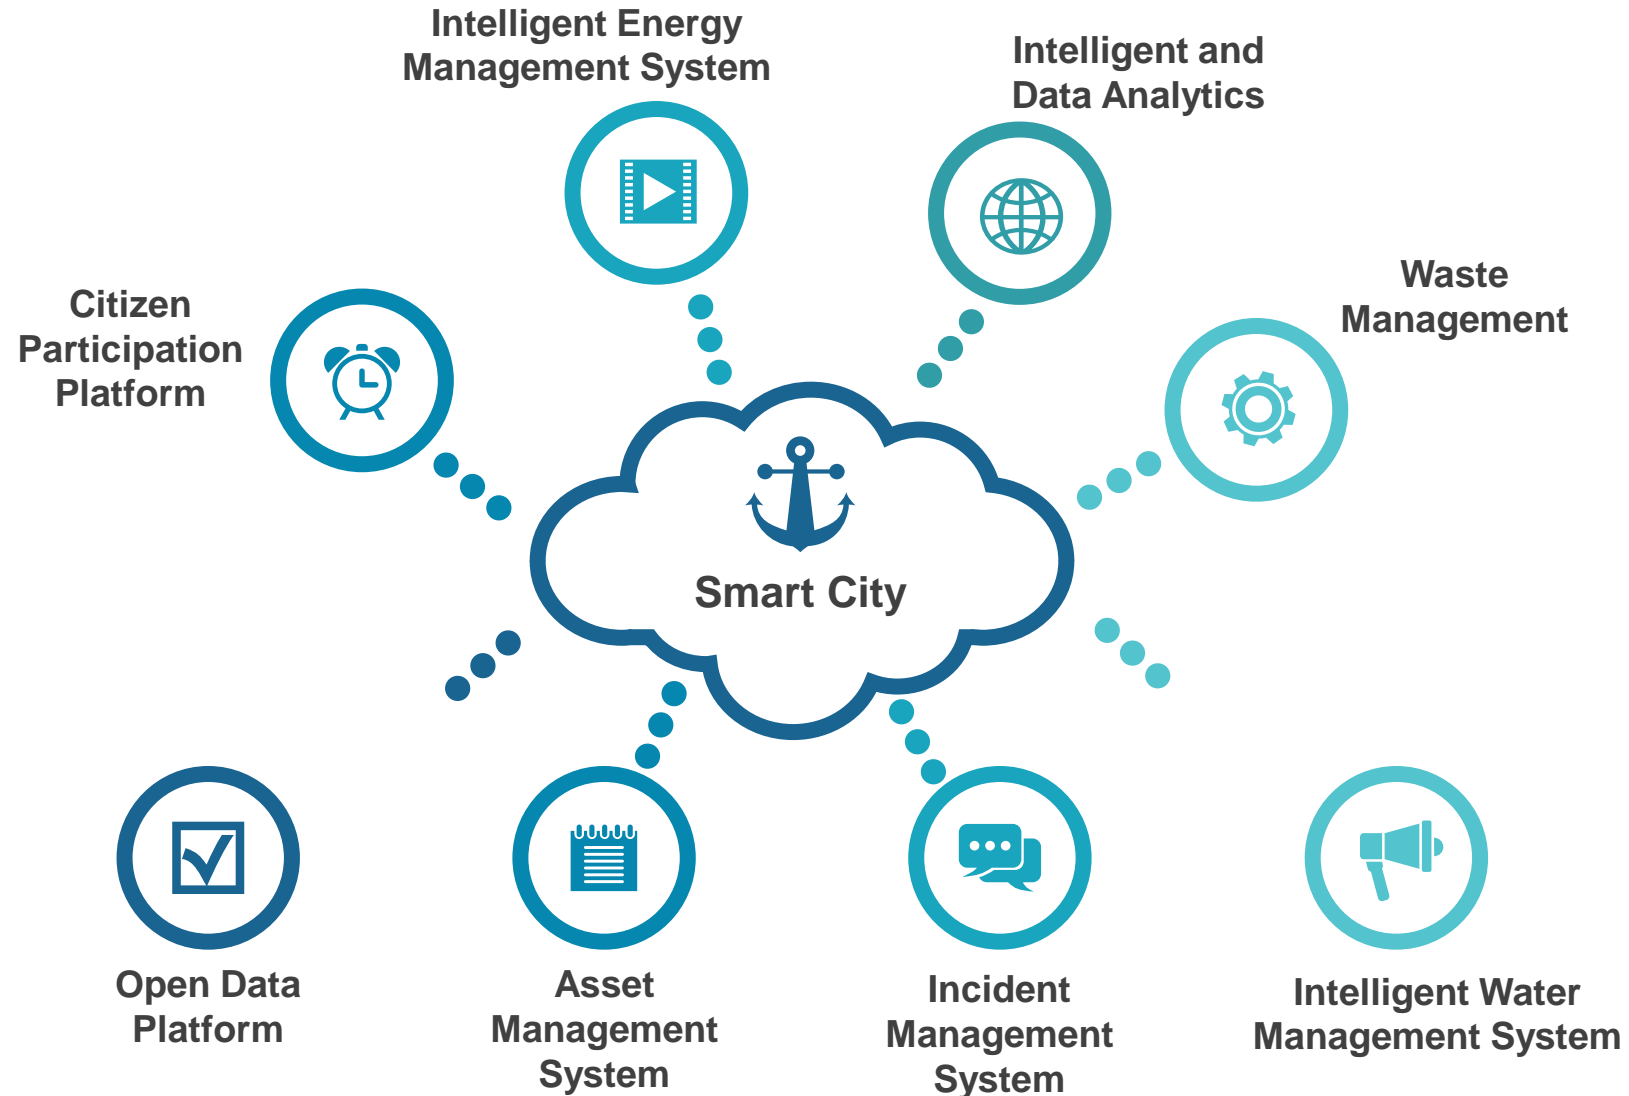 Intelligent Energy
Management System
Intelligent and
Data Analytics
Waste
Management
Citizen
Participation
Platform
Smart City
Open Data
Platform
Asset
Management
System
Incident
Management
System
Intelligent Water
Management System